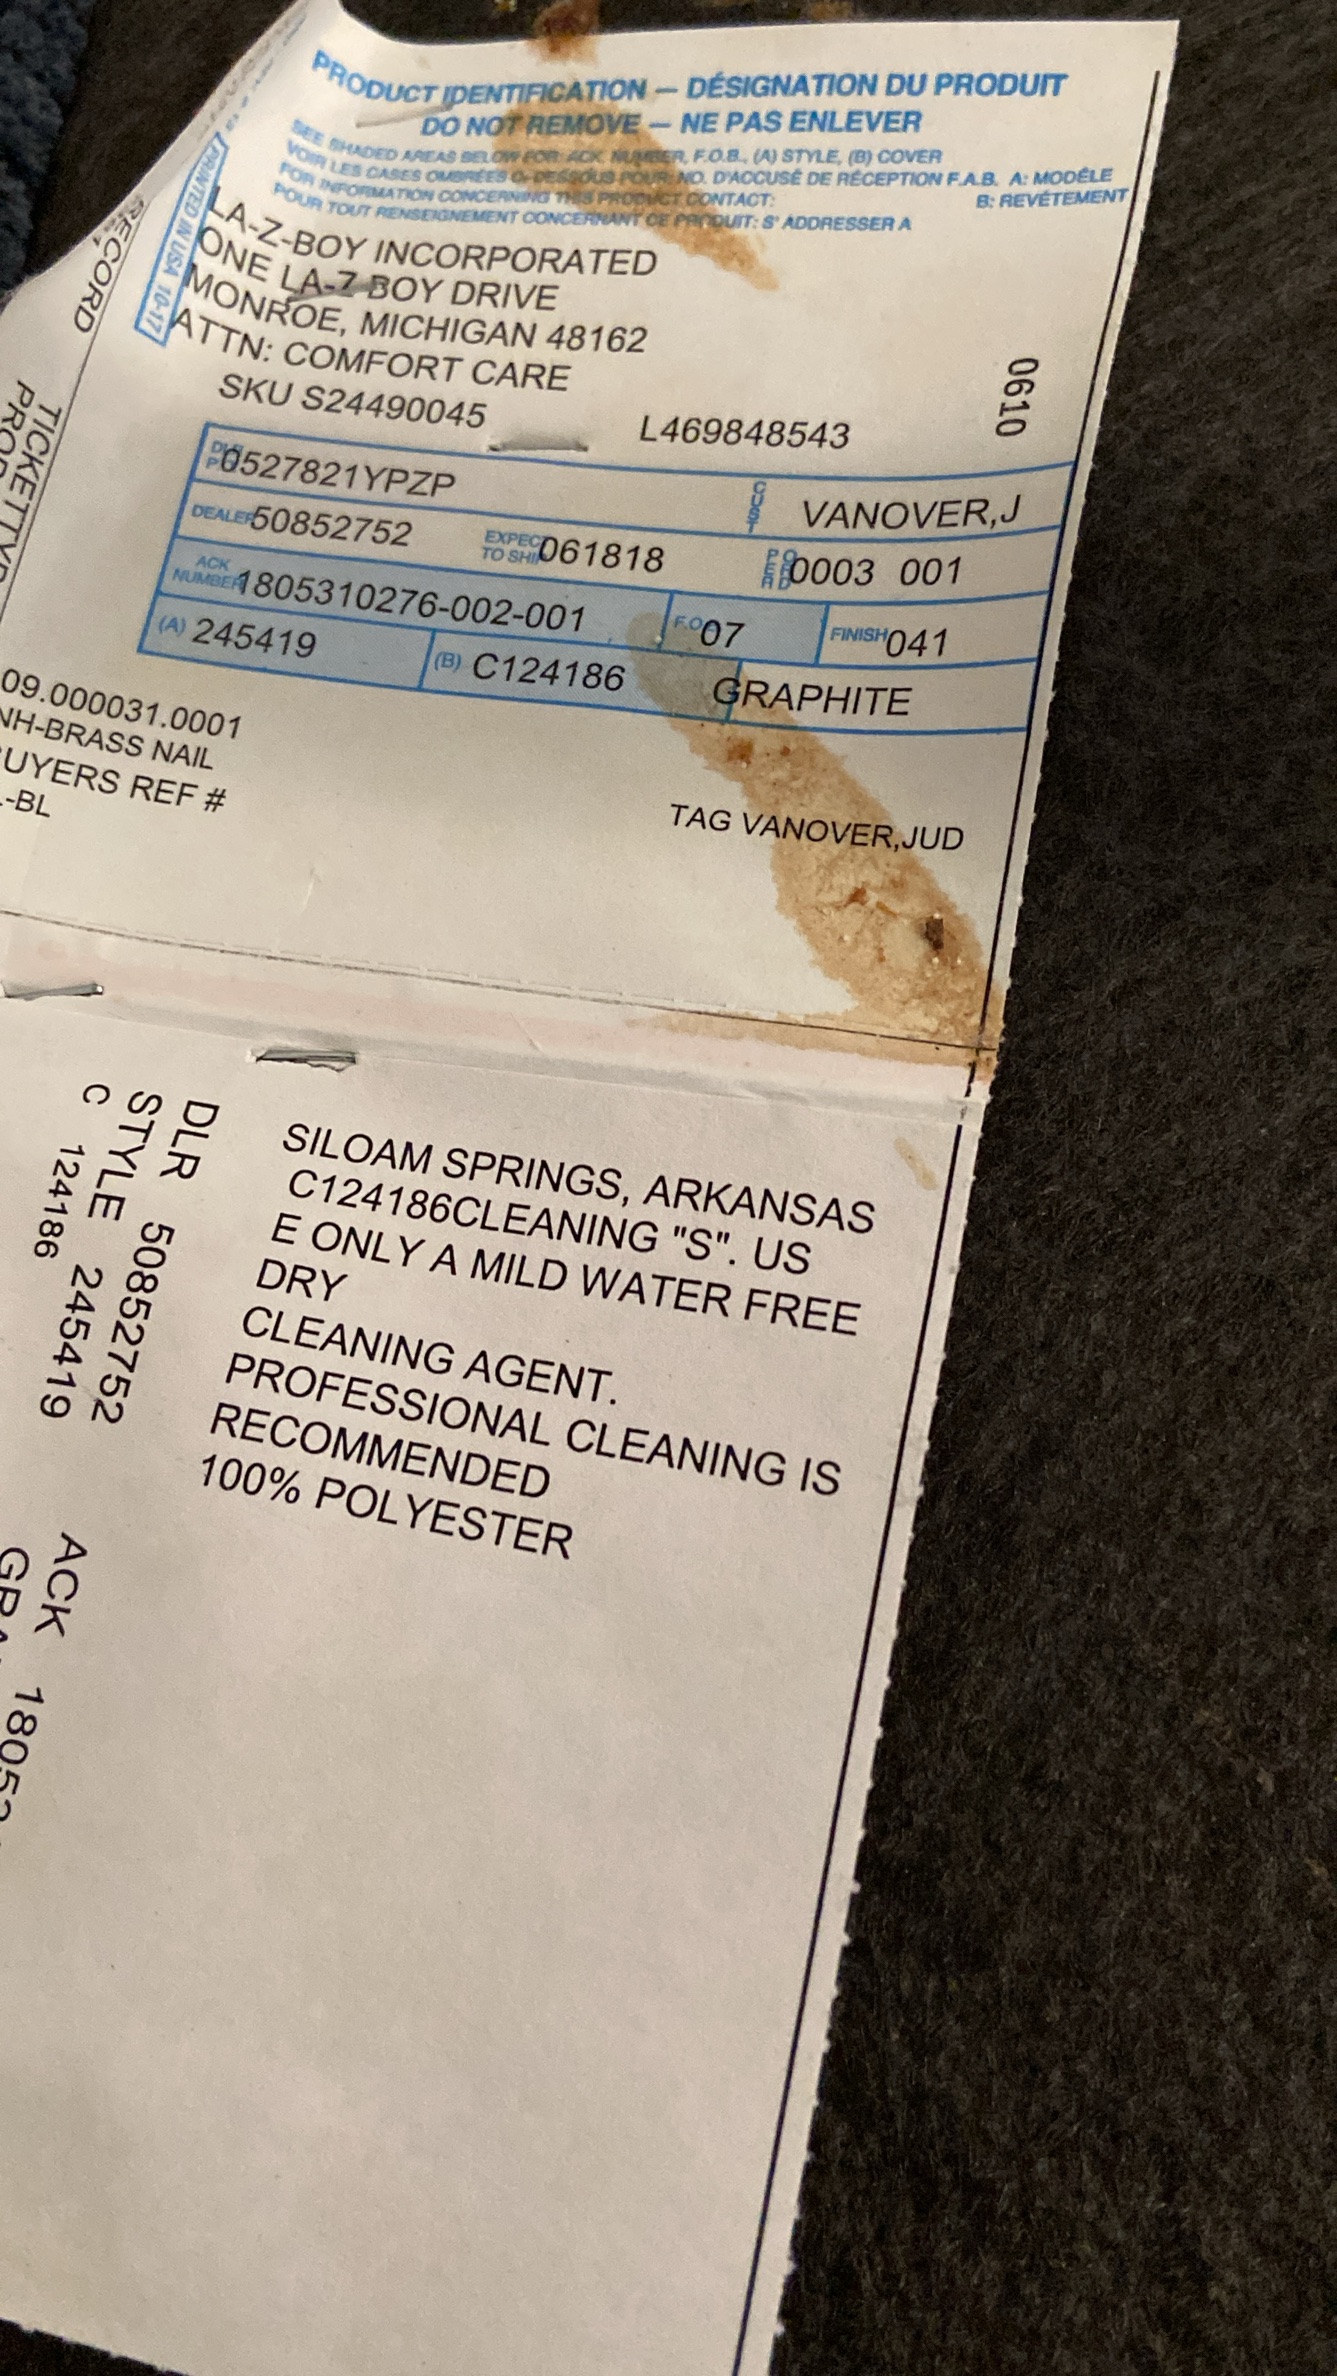 PRODUCT IDENTIFICATION — DÉSIGNATION DU PRODUIT
DO NOT REMOVE — NE PAS ENLEVER
SEE SHADED AREAS BELOW FOR: ACK. NUMBER, F.O.B., (A) STYLE, (B) COVER
VOIR LES CASES OMBRÉES DESSOUS POUR: NO. D'ACCUSÉ DE RÉCEPTION F.A.B. A: MODÈLE
B: REVÉTEMENT
FOR INFORMATION CONCERNING THIS PRODUCT CONTACT:
POUR TOUT RENSEIGNEMENT CONCERNANT CE PRODUIT: S' ADDRESSER A
PRINTED IN USA 10-17
RECORD
LA-Z-BOY INCORPORATED
ONE LA-Z BOY DRIVE
MONROE, MICHIGAN 48162
ATTN: COMFORT CARE
SKU S24490045
L469848543
0610
0527821YPZP
CUST VANOVER,J
DEALER 50852752
EXPEC TO SHIP 061818
0003 001
ACK NUMBER 1805310276-002-001
F.O. 07
FINISH 041
(A) 245419
(B) C124186
GRAPHITE
09.000031.0001
NH-BRASS NAIL
UYERS REF #
-BL
TAG VANOVER,JUD
SILOAM SPRINGS, ARKANSAS
C124186CLEANING "S". US
E ONLY A MILD WATER FREE
DRY
CLEANING AGENT.
PROFESSIONAL CLEANING IS
RECOMMENDED
100% POLYESTER
DLR 50852752
STYLE 245419
C 124186
ACK 1805